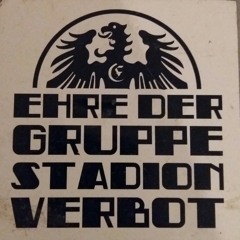 EHRE DER
GRUPPE
STADION
VERBOT